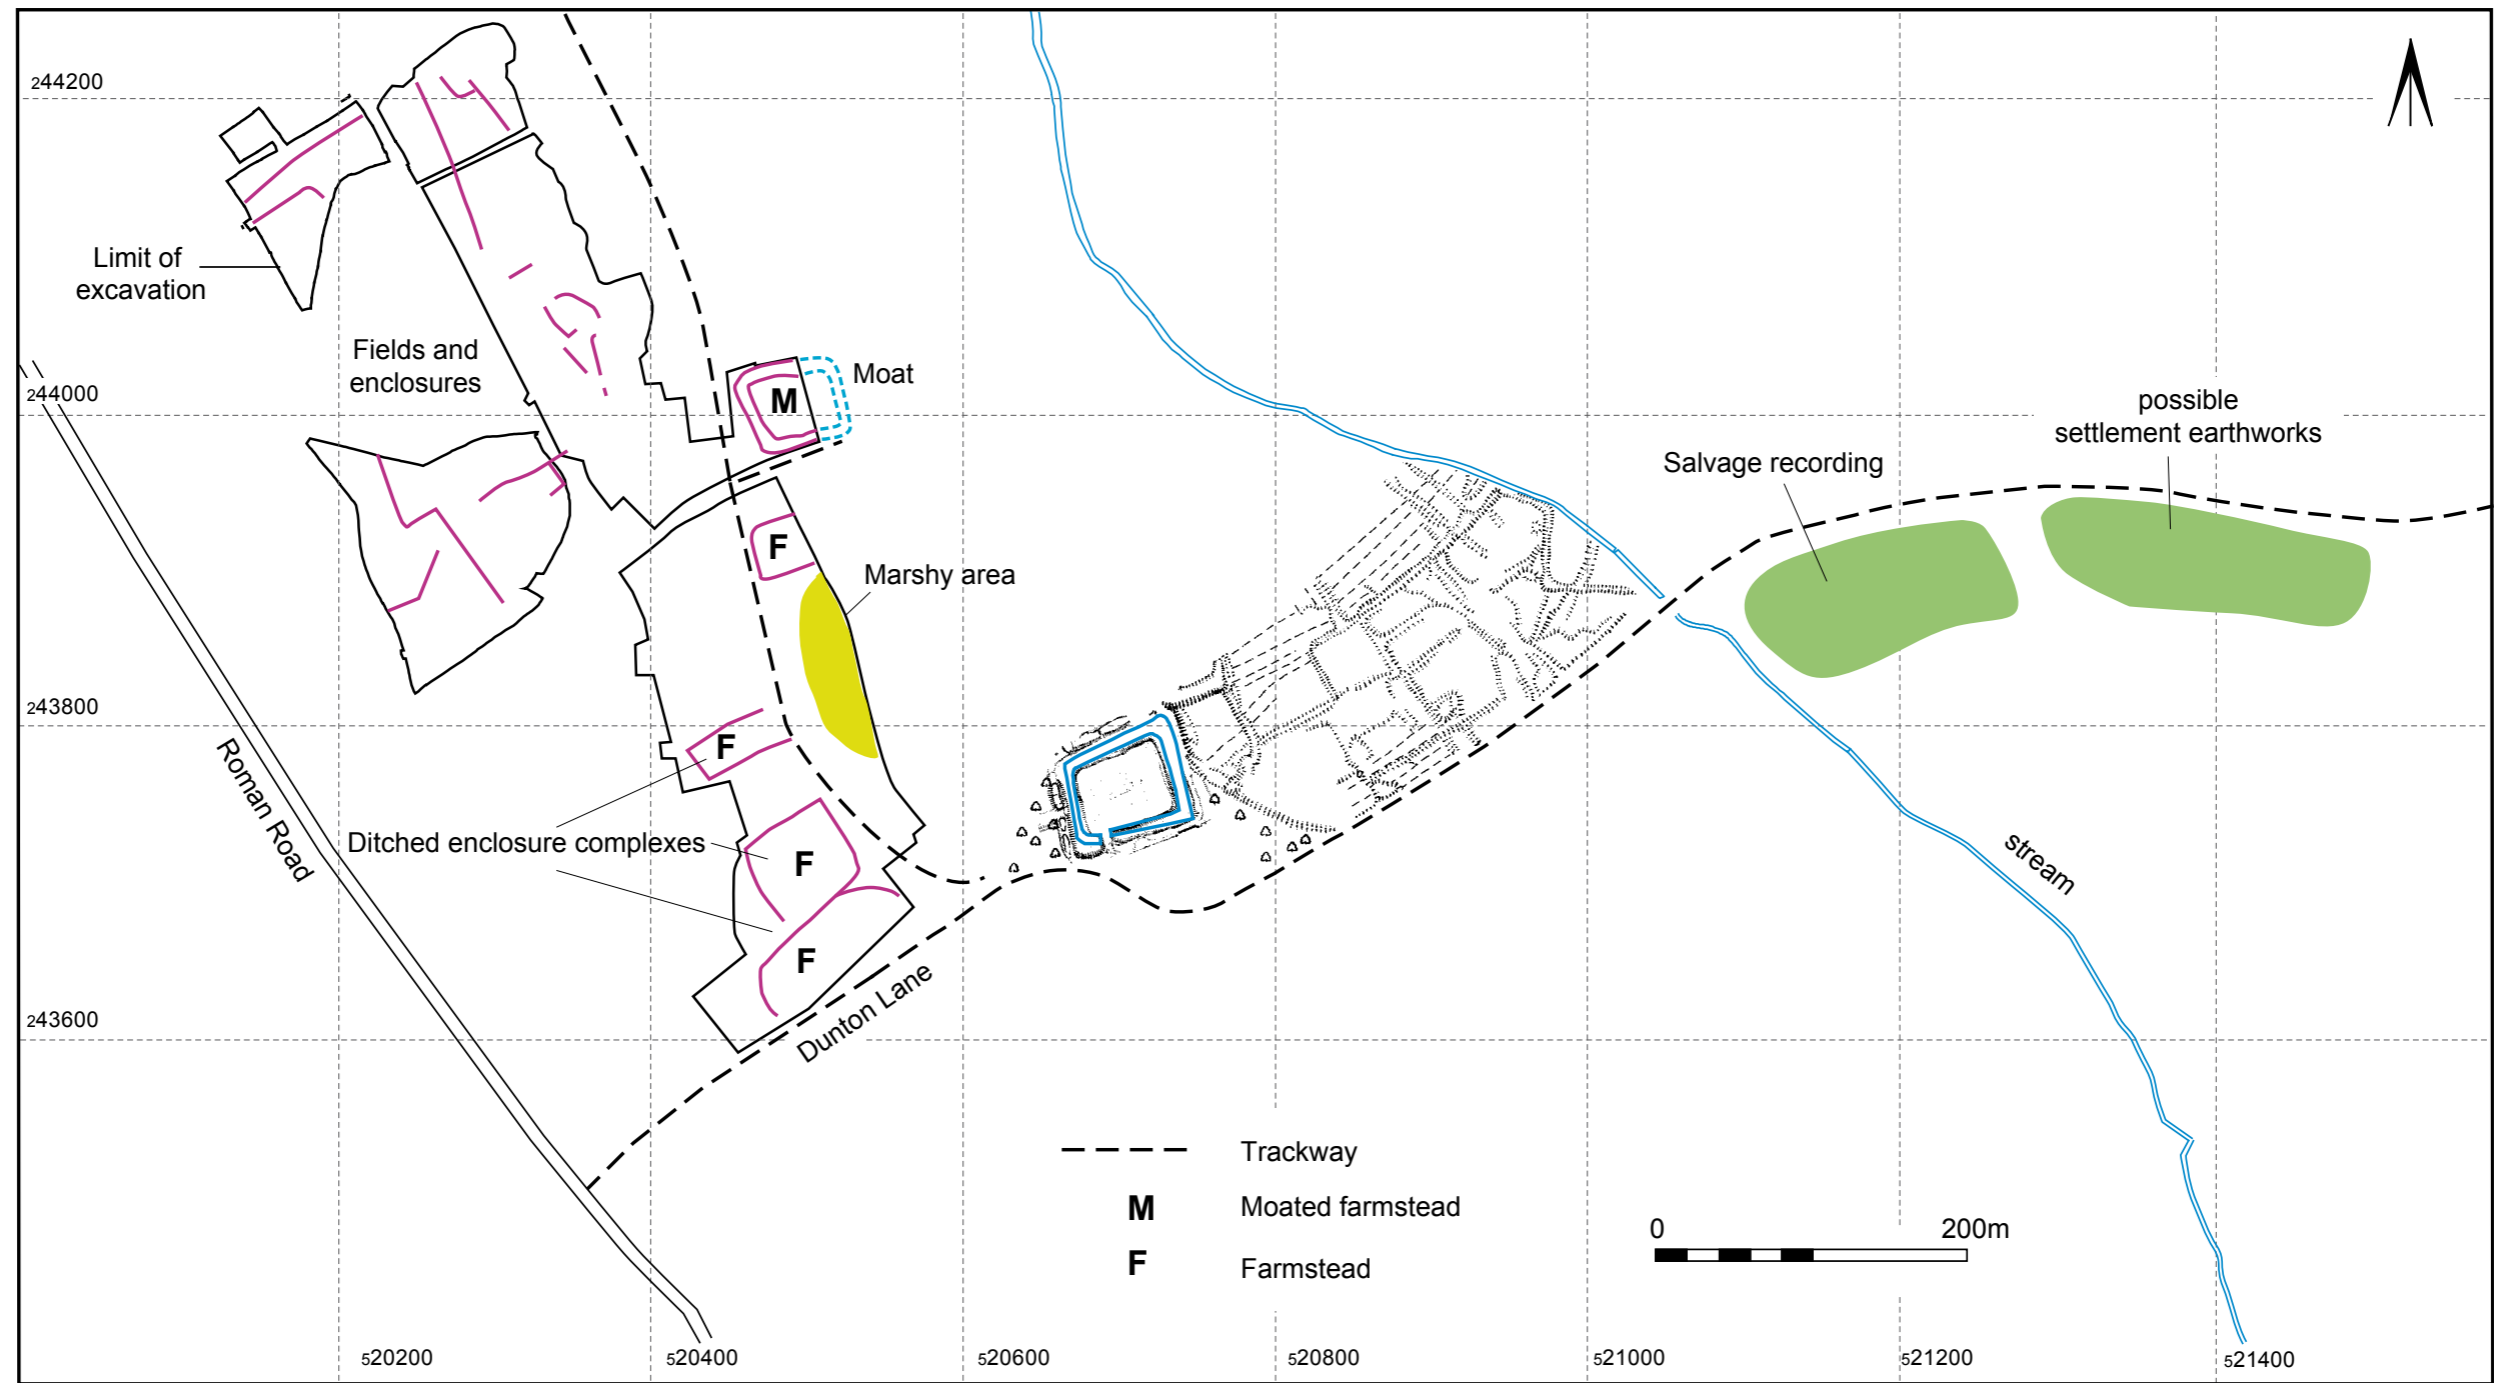 244200
Limit of
excavation
Fields and
enclosures
Moat
M
244000
possible
settlement earthworks
Salvage recording
F
Marshy area
243800
F
Roman Road
Ditched enclosure complexes
F
stream
F
Dunton Lane
243600
Trackway
M
Moated farmstead
F
Farmstead
0
200m
520200
520400
520600
520800
521000
521200
521400